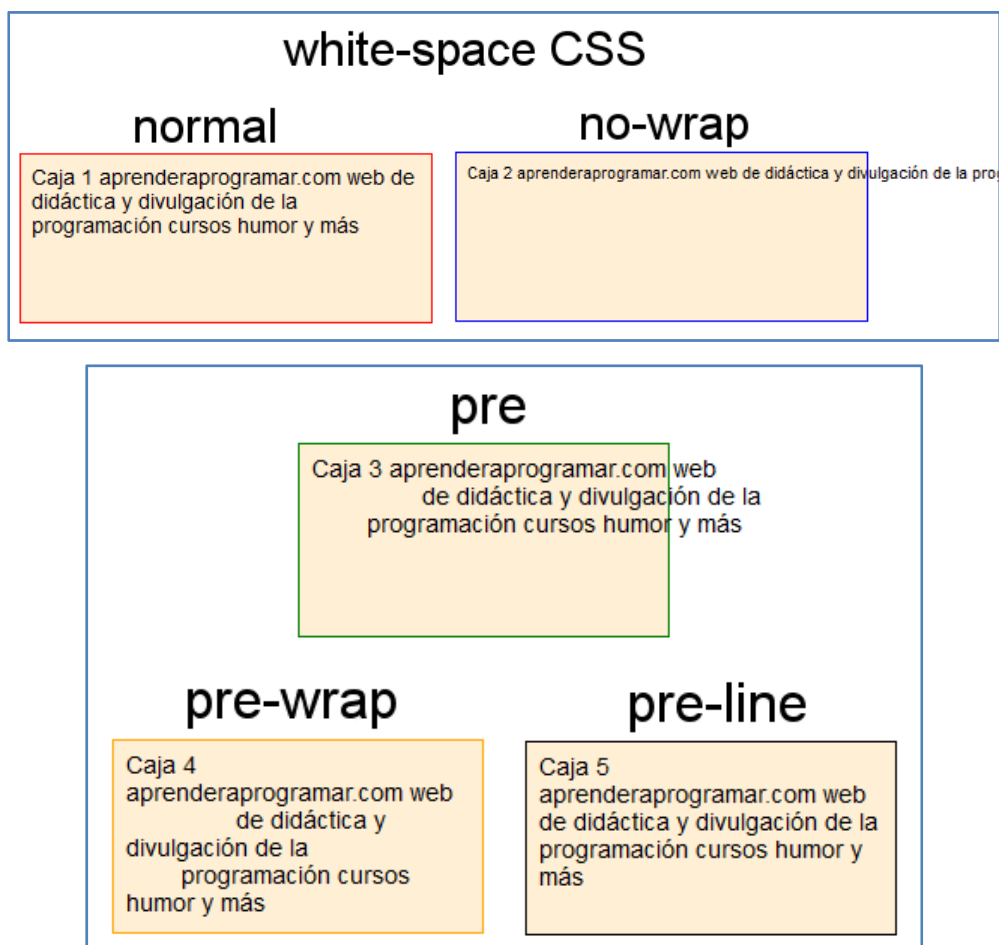 white-space CSS
normal
no-wrap
Caja 1 aprenderaprogramar.com web de
didáctica y divulgación de la
programación cursos humor y más
Caja 2 aprenderaprogramar.com web de didáctica y divulgación de la prog
pre
Caja 3 aprenderaprogramar.com web
de didáctica y divulgación de la
programación cursos humor y más
pre-wrap
pre-line
Caja 4
aprenderaprogramar.com web
de didáctica y
divulgación de la
programación cursos
humor y más
Caja 5
aprenderaprogramar.com web
de didáctica y divulgación de la
programación cursos humor y
más